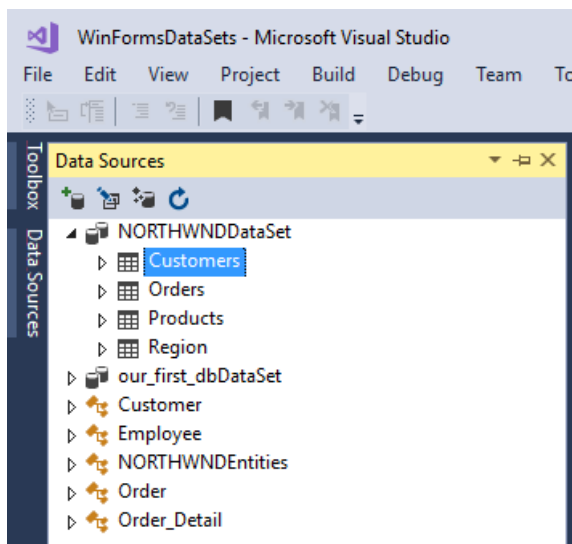 WinFormsDataSets - Microsoft Visual Studio
File Edit View Project Build Debug Team
Toolbox
Data Sources
Data Sources
NORTHWNDDataSet
Customers
Orders
Products
Region
our_first_dbDataSet
Customer
Employee
NORTHWNDEntities
Order
Order_Detail